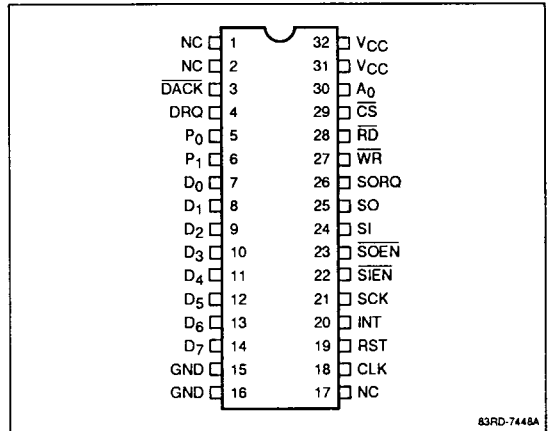 NC 1 32 VCC
NC 2 31 VCC
DACK 3 30 A0
DRQ 4 29 CS
P0 5 28 RD
P1 6 27 WR
D0 7 26 SORQ
D1 8 25 SO
D2 9 24 SI
D3 10 23 SOEN
D4 11 22 SIEN
D5 12 21 SCK
D6 13 20 INT
D7 14 19 RST
GND 15 18 CLK
GND 16 17 NC
83RD-7448A